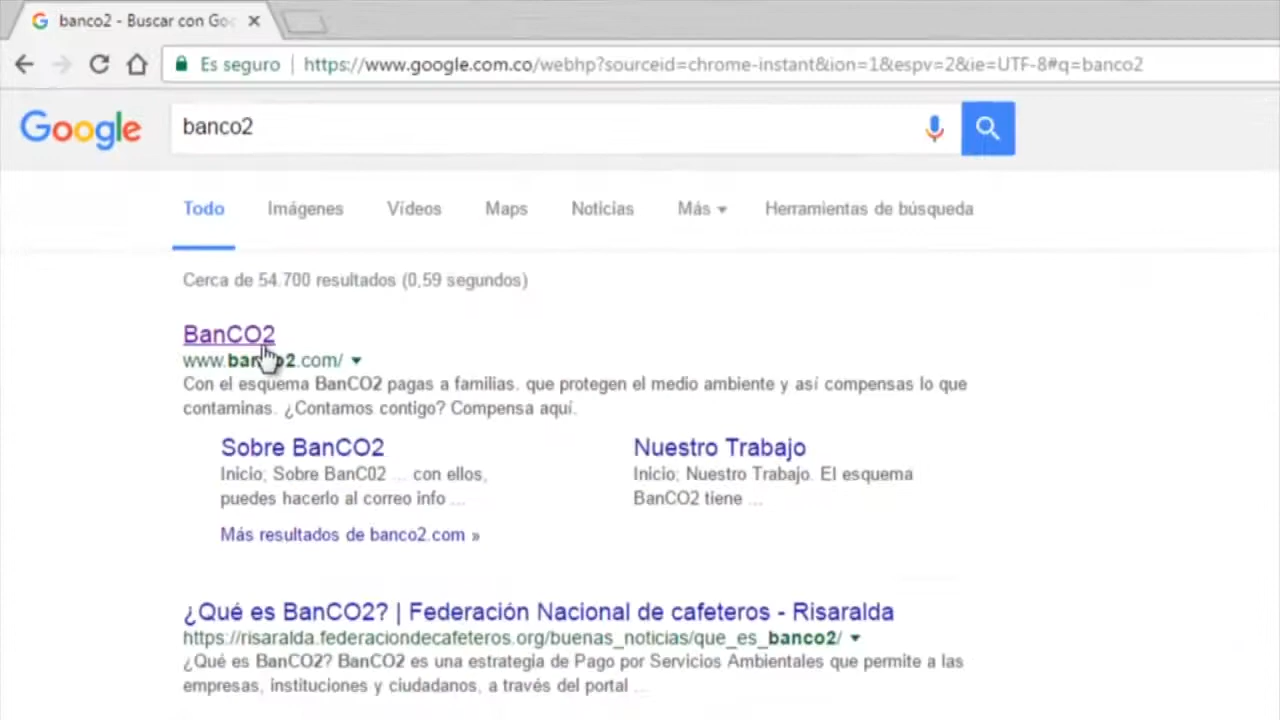 banco2 - Buscar con Goo
Es seguro | https://www.google.com.co/webhp?sourceid=chrome-instant&ion=1&espv=2&ie=UTF-8#q=banco2
Google banco2
Todo Imágenes Vídeos Maps Noticias Más Herramientas de búsqueda
Cerca de 54.700 resultados (0,59 segundos)
BanCO2
www.banco2.com/
Con el esquema BanCO2 pagas a familias. que protegen el medio ambiente y así compensas lo que
contaminas. ¿Contamos contigo? Compensa aquí.
Sobre BanCO2
Inicio; Sobre BanC02 ... con ellos,
puedes hacerlo al correo info ...
Nuestro Trabajo
Inicio; Nuestro Trabajo. El esquema
BanCO2 tiene ...
Más resultados de banco2.com »
¿Qué es BanCO2? | Federación Nacional de cafeteros - Risaralda
https://risaralda.federaciondecafeteros.org/buenas_noticias/que_es_banco2/
¿Qué es BanCO2? BanCO2 es una estrategia de Pago por Servicios Ambientales que permite a las
empresas, instituciones y ciudadanos, a través del portal ...